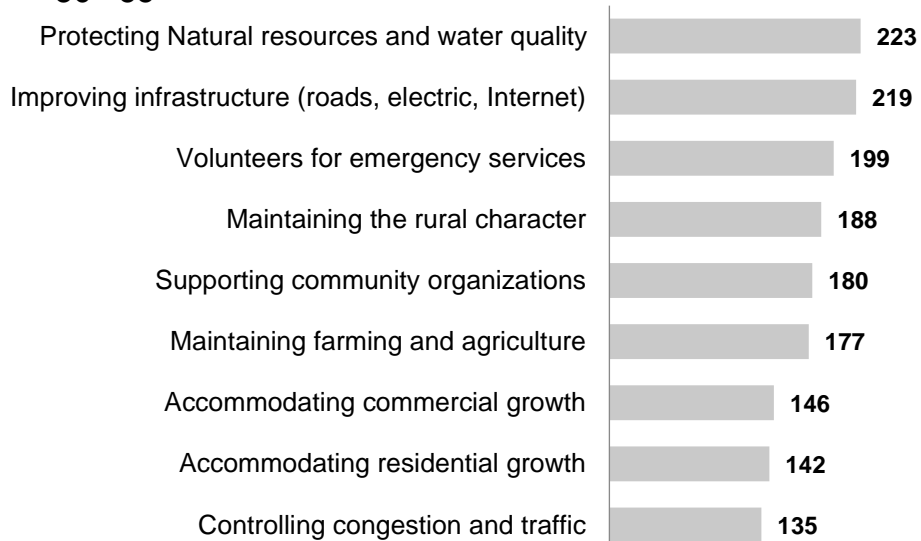 Protecting Natural resources and water quality 223
Improving infrastructure (roads, electric, Internet) 219
Volunteers for emergency services 199
Maintaining the rural character 188
Supporting community organizations 180
Maintaining farming and agriculture 177
Accommodating commercial growth 146
Accommodating residential growth 142
Controlling congestion and traffic 135